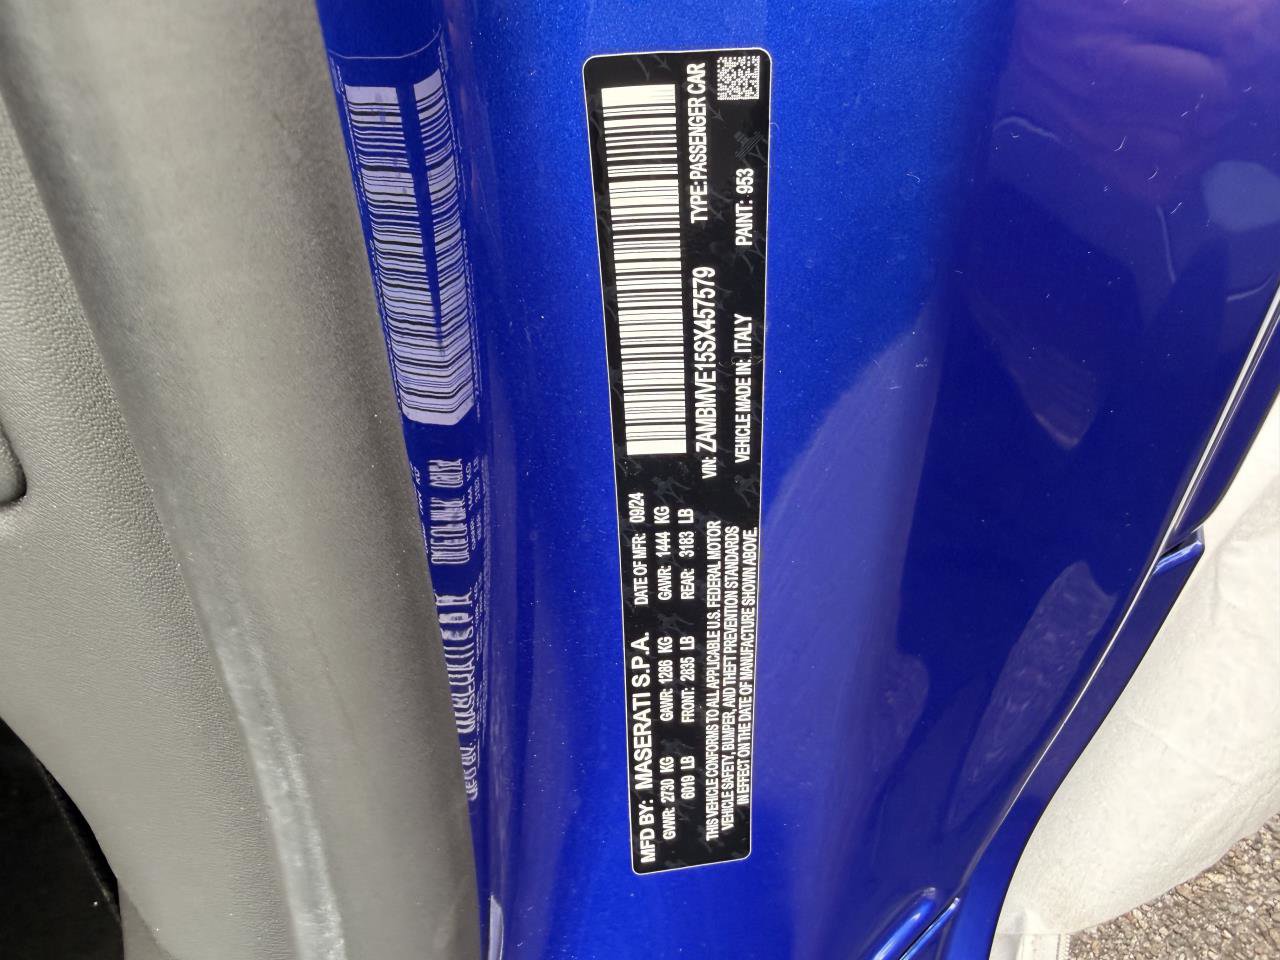 MFD BY: MASERATI S.P.A. DATE OF MFR: 09/24
GVWR: 2730 KG GAWR: 1286 KG GAWR: 1444 KG
6019 LB FRONT: 2835 LB REAR: 3183 LB
THIS VEHICLE CONFORMS TO ALL APPLICABLE U.S. FEDERAL MOTOR
VEHICLE SAFETY, BUMPER, AND THEFT PREVENTION STANDARDS
IN EFFECT ON THE DATE OF MANUFACTURE SHOWN ABOVE.
VIN: ZAMBMVE15SX457579 TYPE: PASSENGER CAR
VEHICLE MADE IN: ITALY PAINT: 953